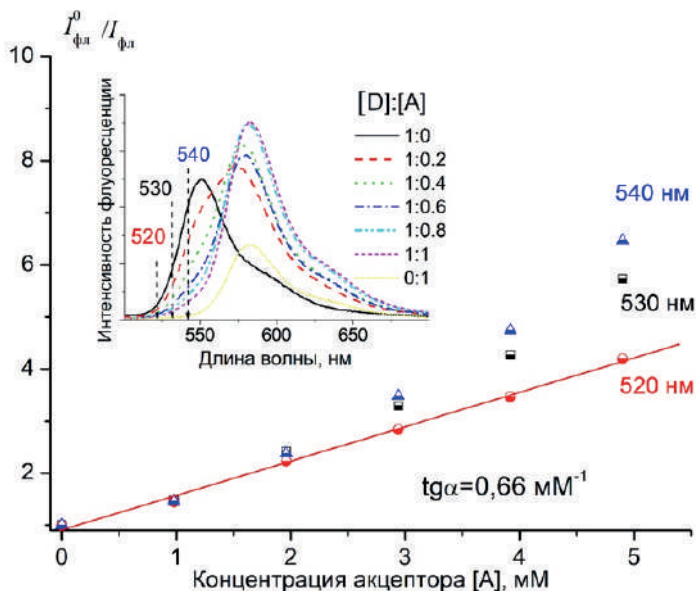 I⁰фл /Iфл
10
8
6
4
2
0 1 2 3 4 5
Концентрация акцептора [A], мМ
Интенсивность флуоресценции
550 600 650
Длина волны, нм
520
530
540
[D]:[A]
1:0
1:0.2
1:0.4
1:0.6
1:0.8
1:1
0:1
540 нм
530 нм
520 нм
tgα=0,66 мМ⁻¹